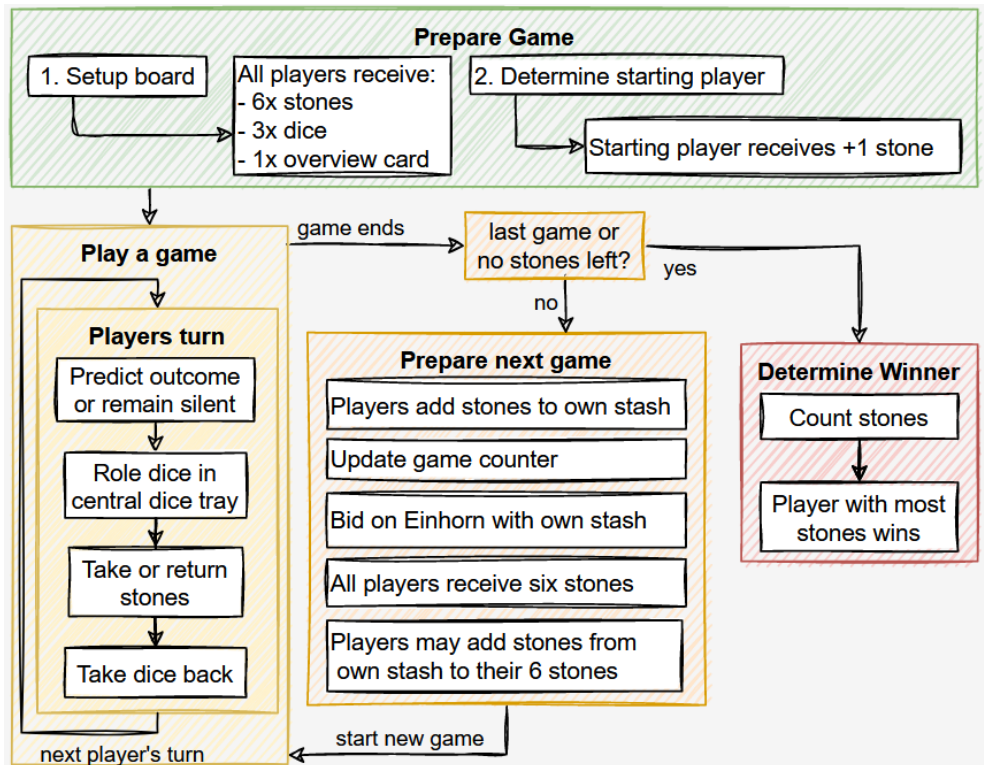 Prepare Game
1. Setup board
All players receive:
- 6x stones
- 3x dice
- 1x overview card
2. Determine starting player
Starting player receives +1 stone
Play a game
Players turn
Predict outcome
or remain silent
Role dice in
central dice tray
Take or return
stones
Take dice back
next player's turn
game ends
last game or
no stones left?
yes
no
Prepare next game
Players add stones to own stash
Update game counter
Bid on Einhorn with own stash
All players receive six stones
Players may add stones from
own stash to their 6 stones
start new game
Determine Winner
Count stones
Player with most
stones wins